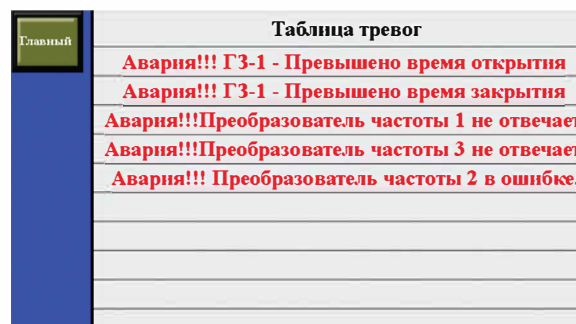 Главный
Таблица тревог
Авария!!! ГЗ-1 - Превышено время открытия
Авария!!! ГЗ-1 - Превышено время закрытия
Авария!!!Преобразователь частоты 1 не отвечает
Авария!!!Преобразователь частоты 3 не отвечает
Авария!!! Преобразователь частоты 2 в ошибке.